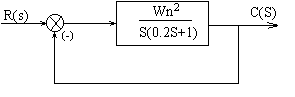 R(s)
(-)
Wn²
S(0.2S+1)
C(S)